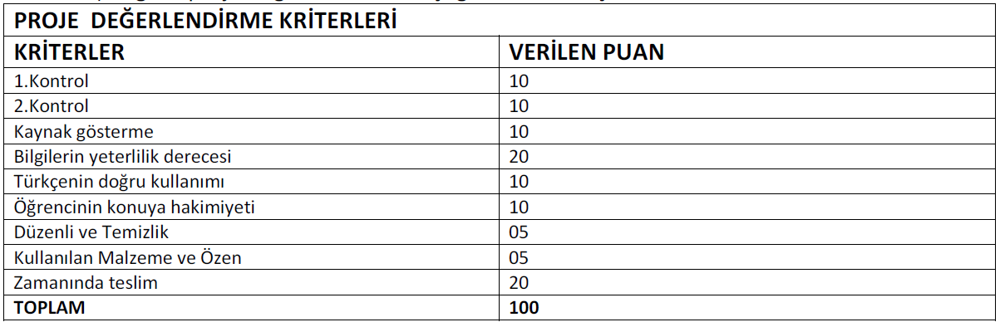 PROJE DEĞERLENDİRME KRİTERLERİ
KRİTERLER VERİLEN PUAN
1.Kontrol 10
2.Kontrol 10
Kaynak gösterme 10
Bilgilerin yeterlilik derecesi 20
Türkçenin doğru kullanımı 10
Öğrencinin konuya hakimiyeti 10
Düzenli ve Temizlik 05
Kullanılan Malzeme ve Özen 05
Zamanında teslim 20
TOPLAM 100